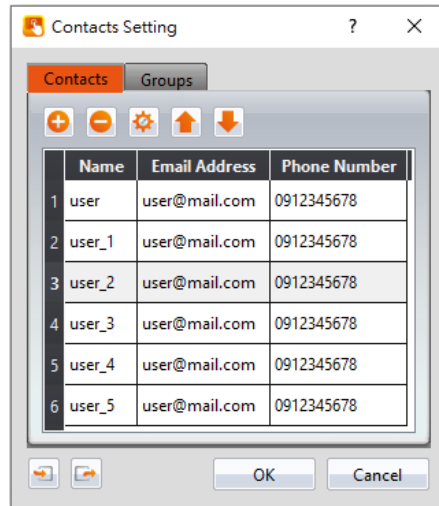 Contacts Setting ?
Contacts Groups
Name Email Address Phone Number
1 user user@mail.com 0912345678
2 user_1 user@mail.com 0912345678
3 user_2 user@mail.com 0912345678
4 user_3 user@mail.com 0912345678
5 user_4 user@mail.com 0912345678
6 user_5 user@mail.com 0912345678
OK Cancel